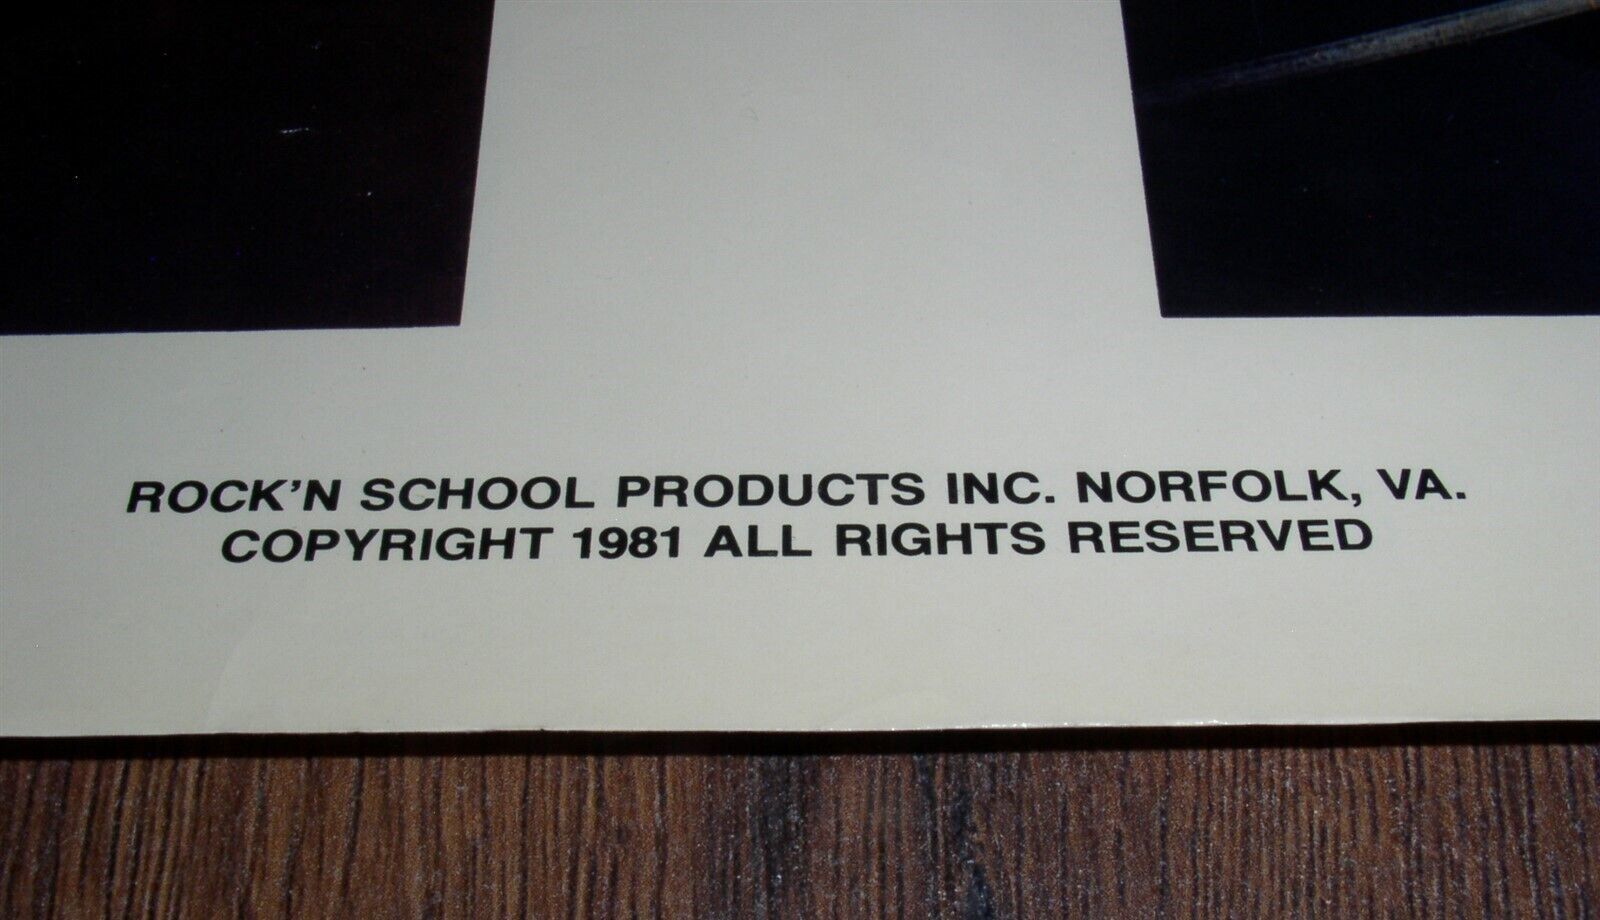 ROCK'N SCHOOL PRODUCTS INC. NORFOLK, VA.
COPYRIGHT 1981 ALL RIGHTS RESERVED